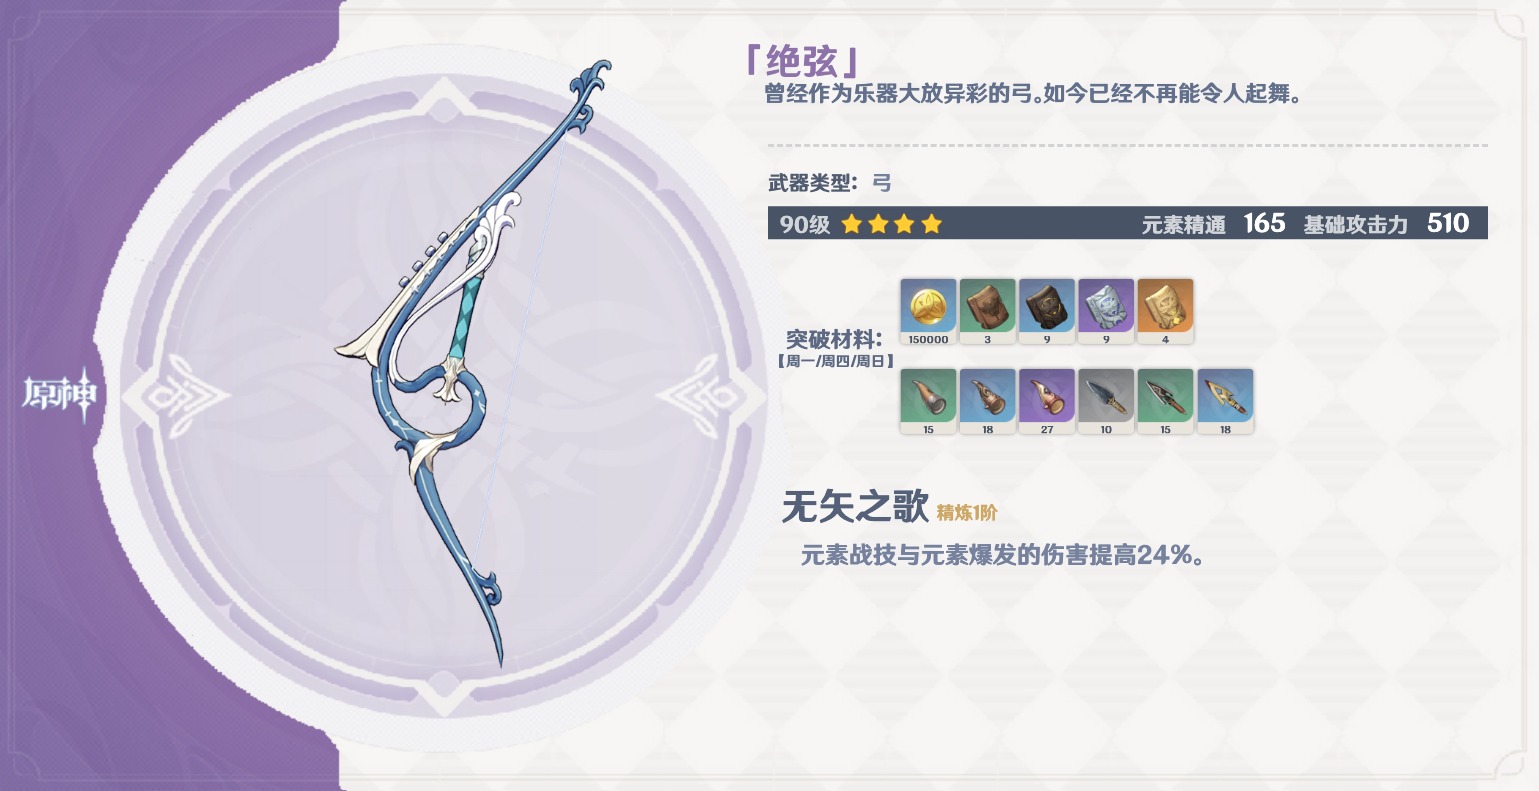 「绝弦」
曾经作为乐器大放异彩的弓。如今已经不再能令人起舞。
武器类型：弓
90级 元素精通 165 基础攻击力 510
突破材料：
【周一/周四/周日】
150000 3 9 9 4
15 18 27 10 15 18
原神
无矢之歌 精炼1阶
元素战技与元素爆发的伤害提高24%。